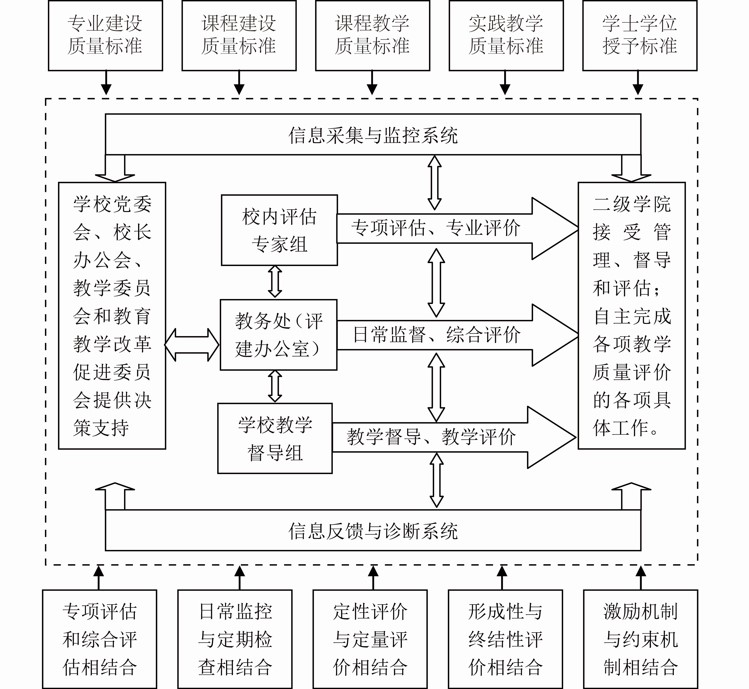 专业建设
质量标准
课程建设
质量标准
课程教学
质量标准
实践教学
质量标准
学士学位
授予标准
信息采集与监控系统
学校党委
会、校长
办公会、
教学委员
会和教育
教学改革
促进委员
会提供决
策支持
校内评估
专家组
专项评估、专业评价
教务处（评
建办公室）
日常监督、综合评价
学校教学
督导组
教学督导、教学评价
二级学院
接受管
理、督导
和评估；
自主完成
各项教学
质量评价
的各项具
体工作。
信息反馈与诊断系统
专项评估
和综合评
估相结合
日常监控
与定期检
查相结合
定性评价
与定量评
价相结合
形成性与
终结性评
价相结合
激励机制
与约束机
制相结合